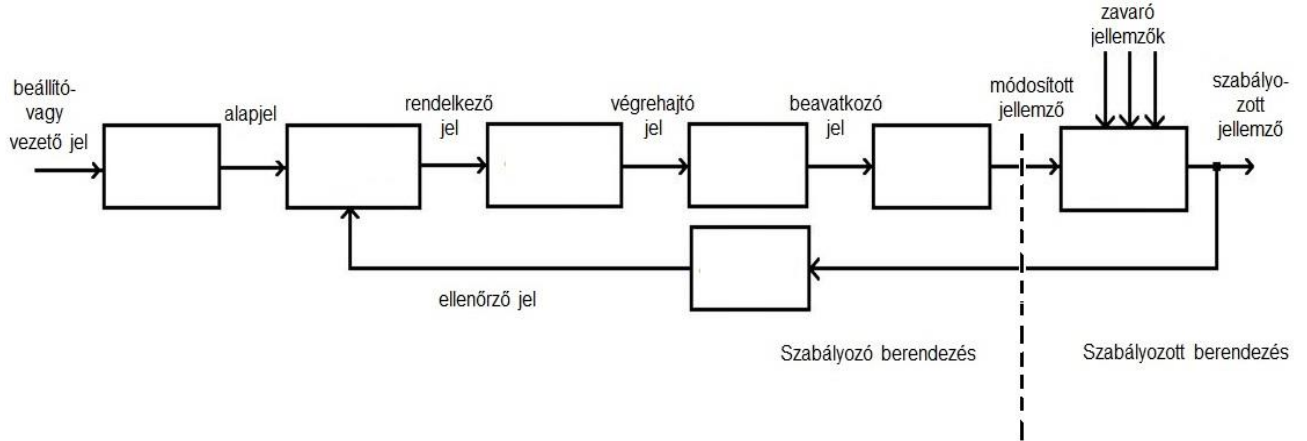 zavaró
jellemzők
beállító-
vagy
vezető jel
alapjel
rendelkező
jel
végrehajtó
jel
beavatkozó
jel
módosított
jellemző
szabályo-
zott
jellemző
ellenőrző jel
Szabályozó berendezés
Szabályozott berendezés